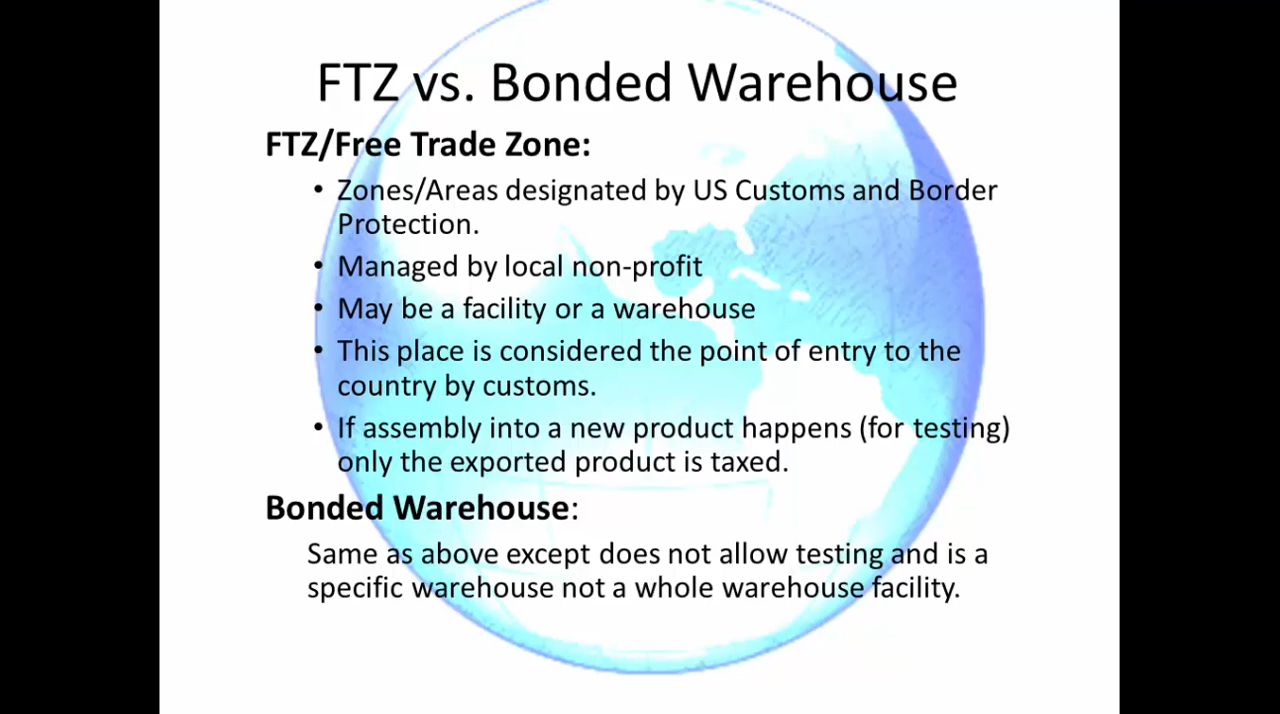 FTZ vs. Bonded Warehouse
FTZ/Free Trade Zone:
• Zones/Areas designated by US Customs and Border
Protection.
• Managed by local non-profit
• May be a facility or a warehouse
• This place is considered the point of entry to the
country by customs.
• If assembly into a new product happens (for testing)
only the exported product is taxed.
Bonded Warehouse:
Same as above except does not allow testing and is a
specific warehouse not a whole warehouse facility.